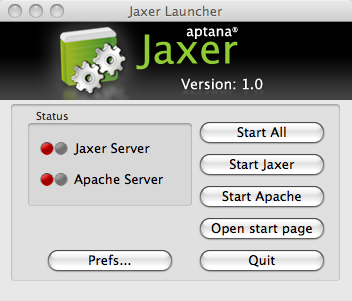 Jaxer Launcher
aptana®
Jaxer
Version: 1.0
Status
Jaxer Server
Apache Server
Start All
Start Jaxer
Start Apache
Open start page
Prefs...
Quit